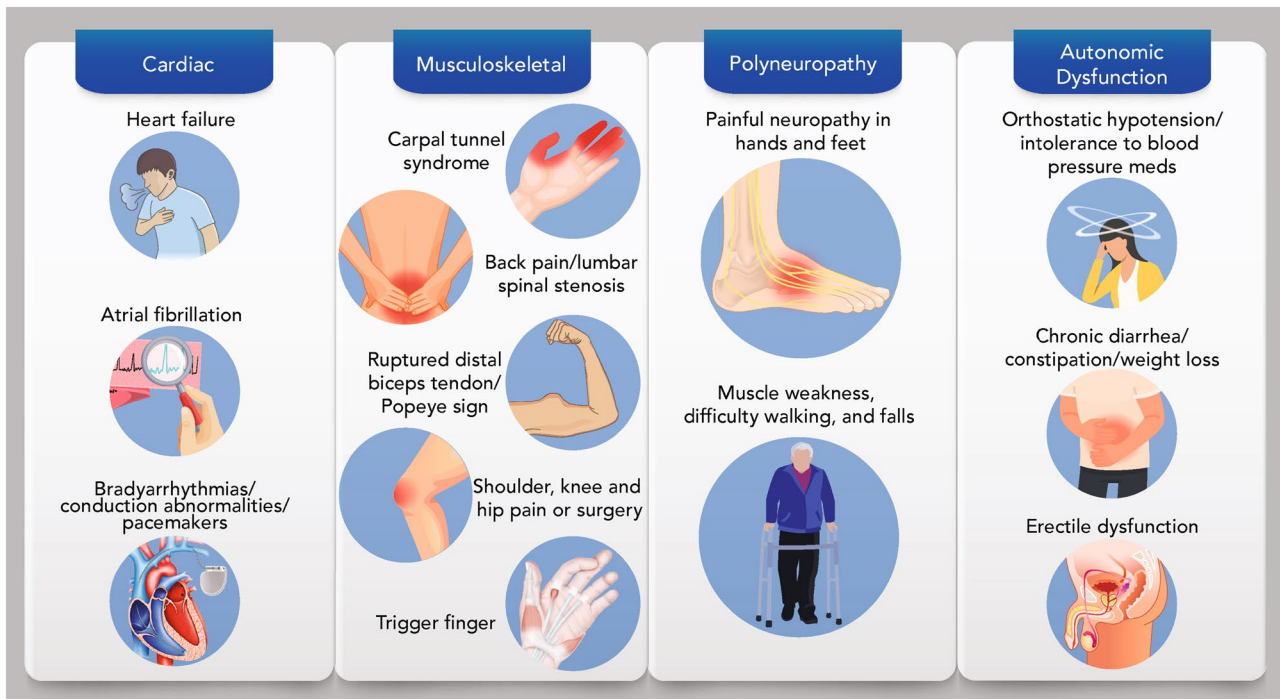 Cardiac
Heart failure
Atrial fibrillation
Bradyarrhythmias/
conduction abnormalities/
pacemakers
Musculoskeletal
Carpal tunnel
syndrome
Back pain/lumbar
spinal stenosis
Ruptured distal
biceps tendon/
Popeye sign
Shoulder, knee and
hip pain or surgery
Trigger finger
Polyneuropathy
Painful neuropathy in
hands and feet
Muscle weakness,
difficulty walking, and falls
Autonomic
Dysfunction
Orthostatic hypotension/
intolerance to blood
pressure meds
Chronic diarrhea/
constipation/weight loss
Erectile dysfunction